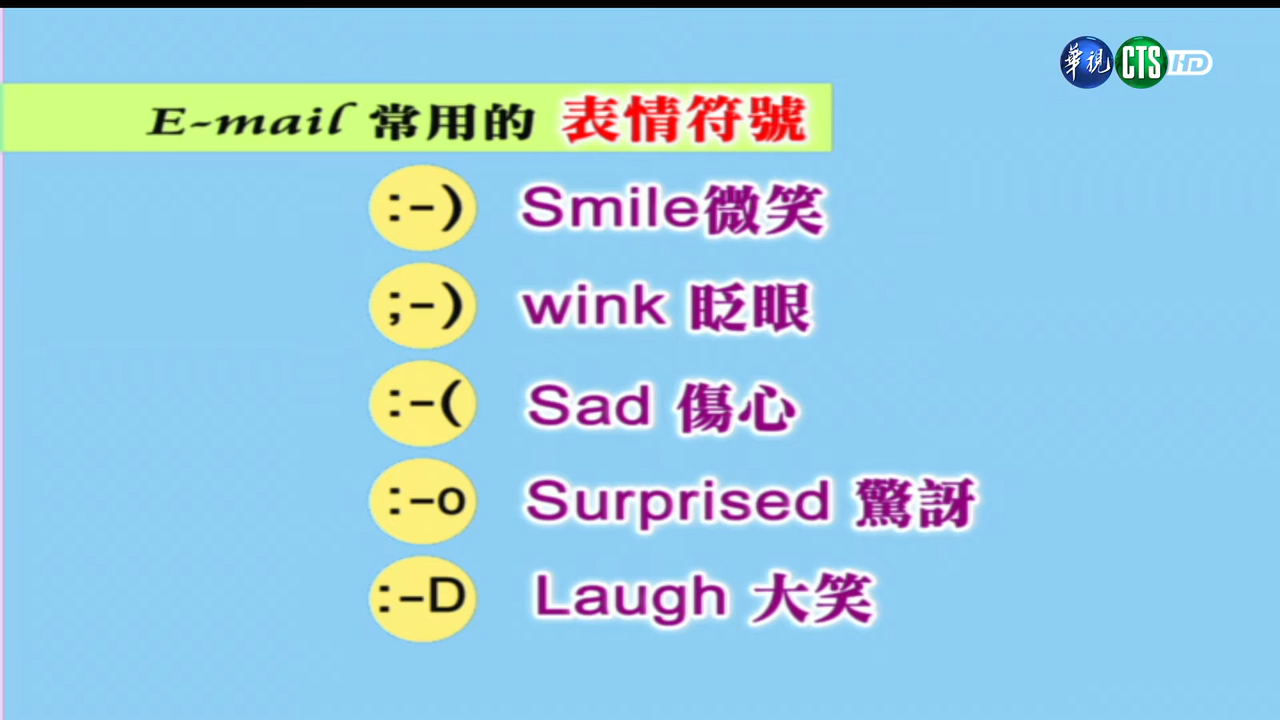 華視 CTS HD
E-mail 常用的 表情符號
:-) Smile微笑
;-) wink 眨眼
:-( Sad 傷心
:-o Surprised 驚訝
:-D Laugh 大笑